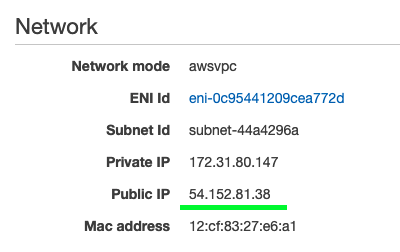 Network
Network mode awsvpc
ENI Id eni-0c95441209cea772d
Subnet Id subnet-44a4296a
Private IP 172.31.80.147
Public IP 54.152.81.38
Mac address 12:cf:83:27:e6:a1